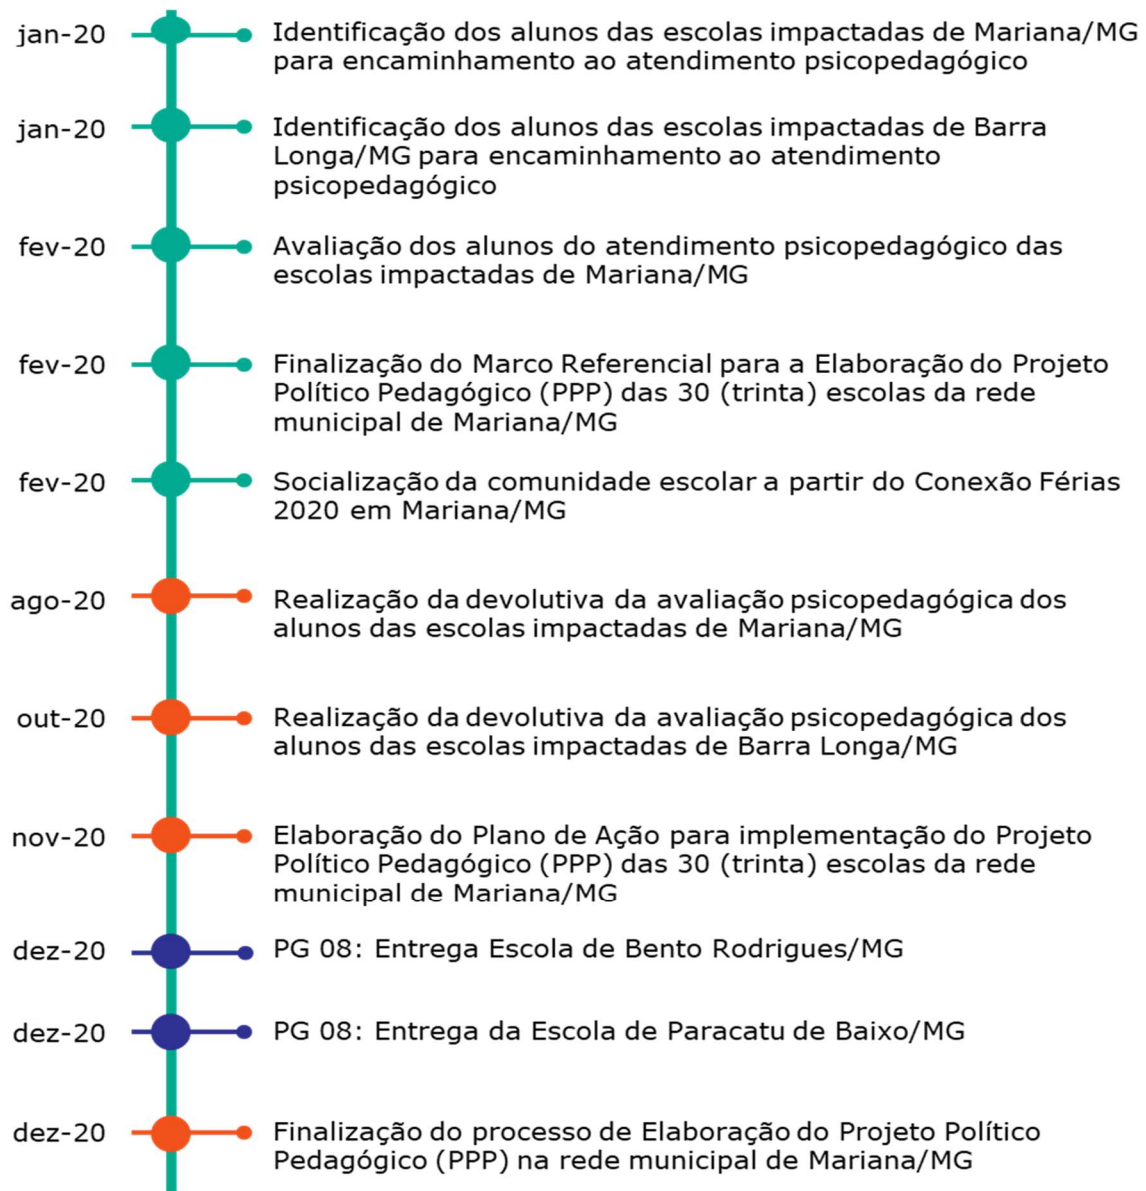 jan-20
Identificação dos alunos das escolas impactadas de Mariana/MG
para encaminhamento ao atendimento psicopedagógico
jan-20
Identificação dos alunos das escolas impactadas de Barra
Longa/MG para encaminhamento ao atendimento
psicopedagógico
fev-20
Avaliação dos alunos do atendimento psicopedagógico das
escolas impactadas de Mariana/MG
fev-20
Finalização do Marco Referencial para a Elaboração do Projeto
Político Pedagógico (PPP) das 30 (trinta) escolas da rede
municipal de Mariana/MG
fev-20
Socialização da comunidade escolar a partir do Conexão Férias
2020 em Mariana/MG
ago-20
Realização da devolutiva da avaliação psicopedagógica dos
alunos das escolas impactadas de Mariana/MG
out-20
Realização da devolutiva da avaliação psicopedagógica dos
alunos das escolas impactadas de Barra Longa/MG
nov-20
Elaboração do Plano de Ação para implementação do Projeto
Político Pedagógico (PPP) das 30 (trinta) escolas da rede
municipal de Mariana/MG
dez-20
PG 08: Entrega Escola de Bento Rodrigues/MG
dez-20
PG 08: Entrega da Escola de Paracatu de Baixo/MG
dez-20
Finalização do processo de Elaboração do Projeto Político
Pedagógico (PPP) na rede municipal de Mariana/MG